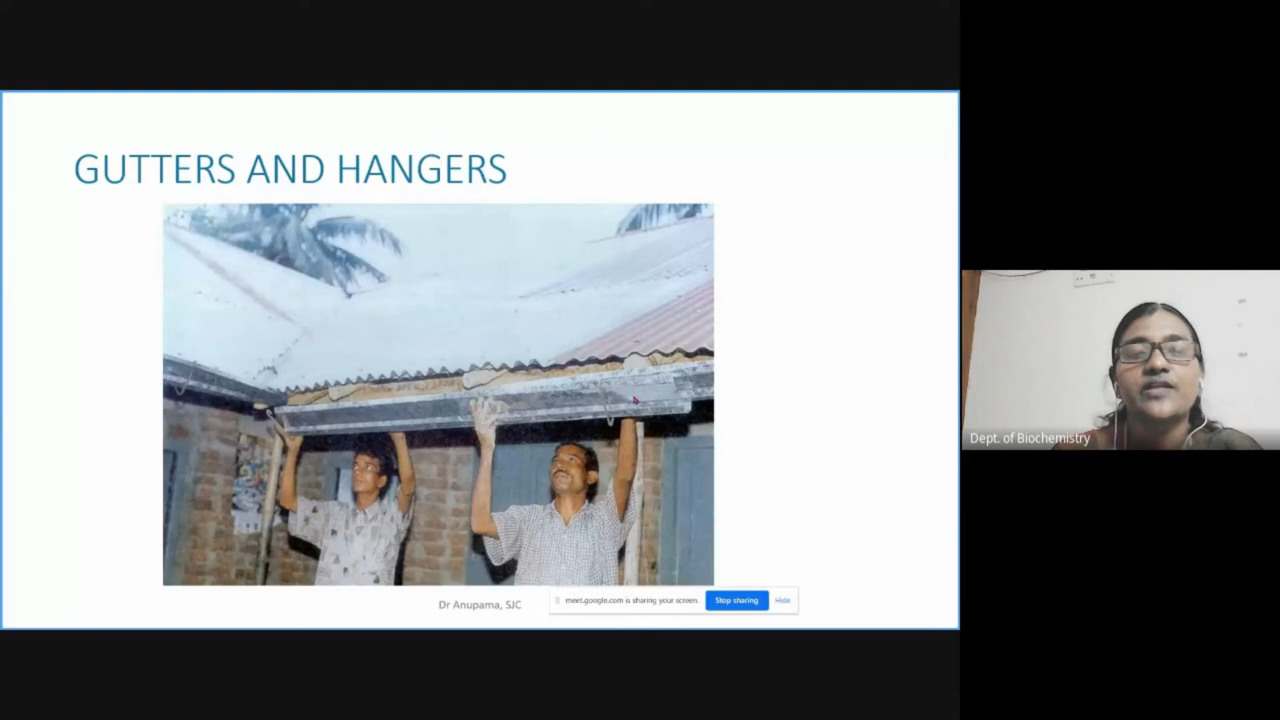 GUTTERS AND HANGERS
Dr Anupama, SJC
meet.google.com is sharing your screen.
Stop sharing
Hide
Dept. of Biochemistry